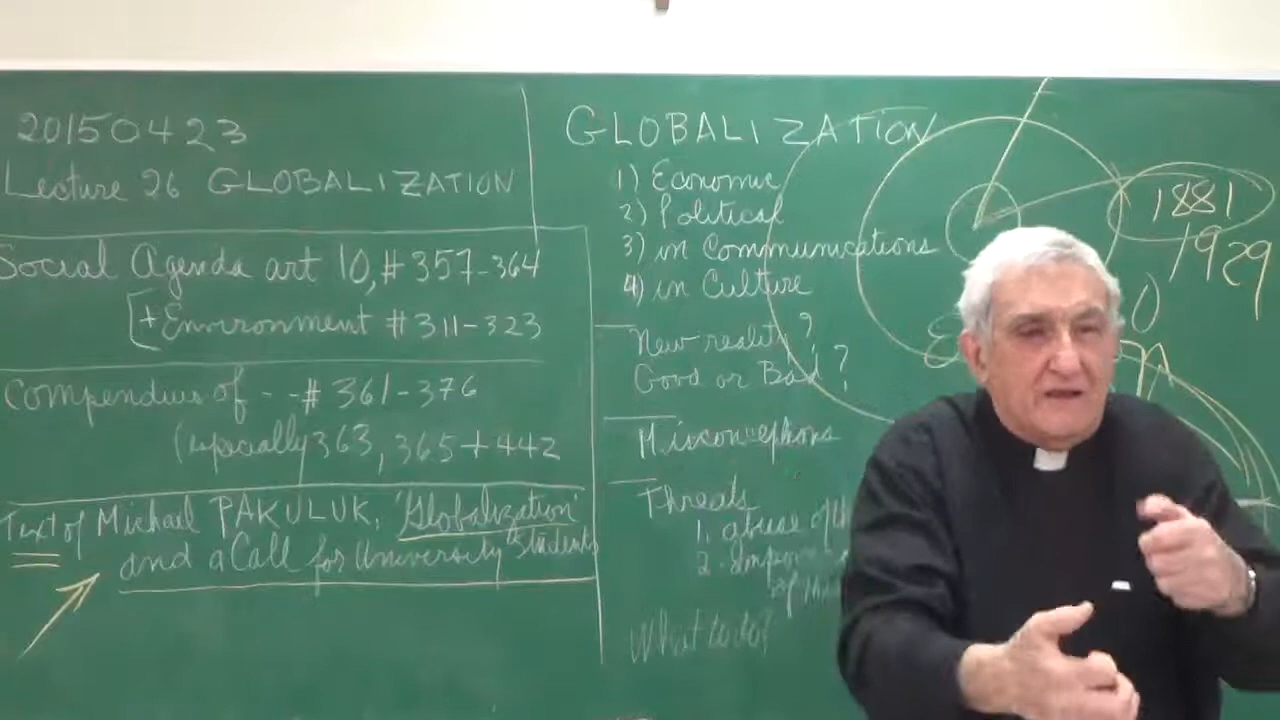 20150423
Lecture 26 GLOBALIZATION
Social Agenda art 10, #357-364
[+Environment #311-323
Compendium of - -# 361-376
(especially 363, 365+442
Text of Michael PAKULUK, 'Globalization'
and a Call for University Students
GLOBALIZATION
1) Economic
2) Political
3) in Communications
4) in Culture
New reality?
Good or Bad?
Misconceptions
Threats
1. abuse of
2.
of
What to do?
1881
1929